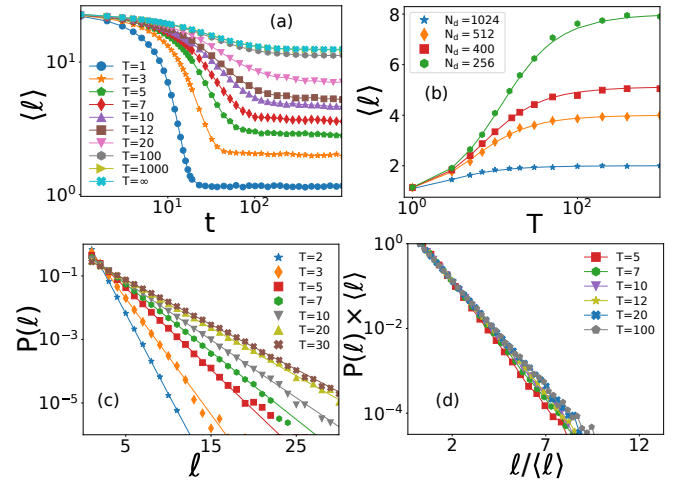 (a)
⟨ℓ⟩
10¹
10⁰
T=1
T=3
T=5
T=7
T=10
T=12
T=20
T=100
T=1000
T=∞
10¹ 10²
t
(b)
⟨ℓ⟩
8
6
4
2
N_d =1024
N_d =512
N_d =400
N_d =256
10⁰ 10²
T
(c)
P(ℓ)
10⁻¹
10⁻³
10⁻⁵
T=2
T=3
T=5
T=7
T=10
T=20
T=30
5 15 25
ℓ
(d)
P(ℓ) × ⟨ℓ⟩
10⁰
10⁻²
10⁻⁴
T=5
T=7
T=10
T=12
T=20
T=100
2 7 12
ℓ/⟨ℓ⟩